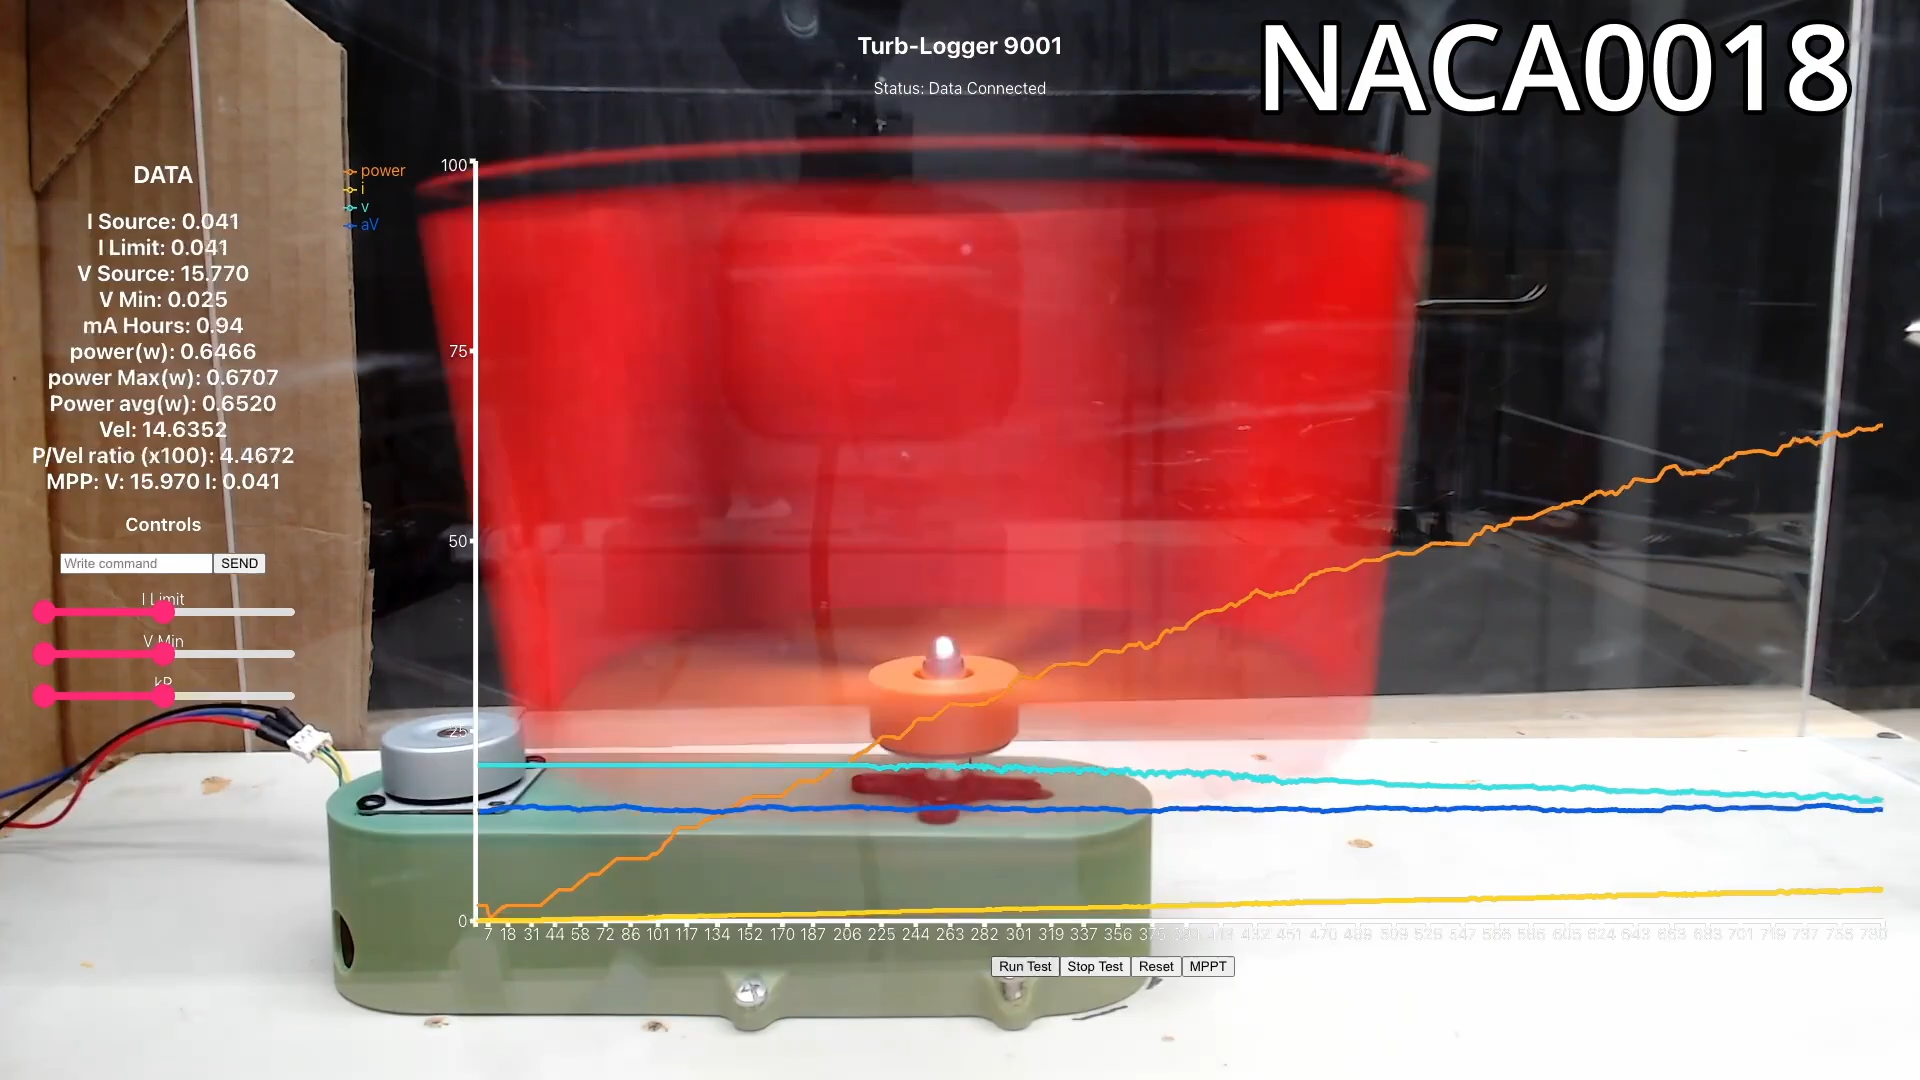 Turb-Logger 9001
NACA0018
Status: Data Connected
DATA
I Source: 0.041
I Limit: 0.041
V Source: 15.770
V Min: 0.025
mA Hours: 0.94
power(w): 0.6466
power Max(w): 0.6707
Power avg(w): 0.6520
Vel: 14.6352
P/Vel ratio (x100): 4.4672
MPP: V: 15.970 I: 0.041
Controls
Write command SEND
I Limit
V Min
kP
power
i
v
aV
100
75
50
25
0
7 18 31 44 58 72 86 101 117 134 152 170 187 206 225 244 263 282 301 319 337 356
Run Test Stop Test Reset MPPT